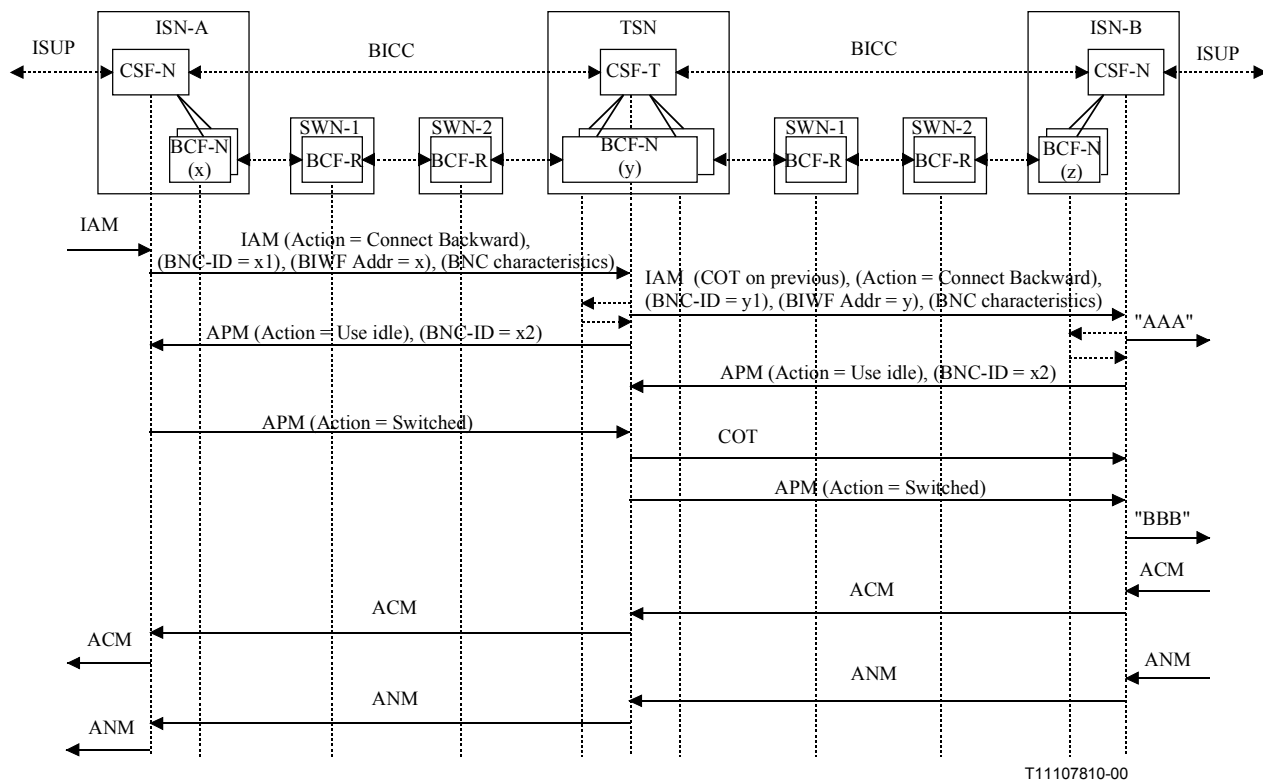 ISN-A
TSN
ISN-B
ISUP
BICC
BICC
ISUP
CSF-N
CSF-T
CSF-N
SWN-1
SWN-2
SWN-1
SWN-2
BCF-N
(x)
BCF-R
BCF-R
BCF-N
(y)
BCF-R
BCF-R
BCF-N
(z)
IAM
IAM (Action = Connect Backward),
(BNC-ID = x1), (BIWF Addr = x), (BNC characteristics)
IAM (COT on previous), (Action = Connect Backward),
(BNC-ID = y1), (BIWF Addr = y), (BNC characteristics)
"AAA"
APM (Action = Use idle), (BNC-ID = x2)
APM (Action = Use idle), (BNC-ID = x2)
APM (Action = Switched)
COT
APM (Action = Switched)
"BBB"
ACM
ACM
ACM
ACM
ANM
ANM
ANM
ANM
T11107810-00